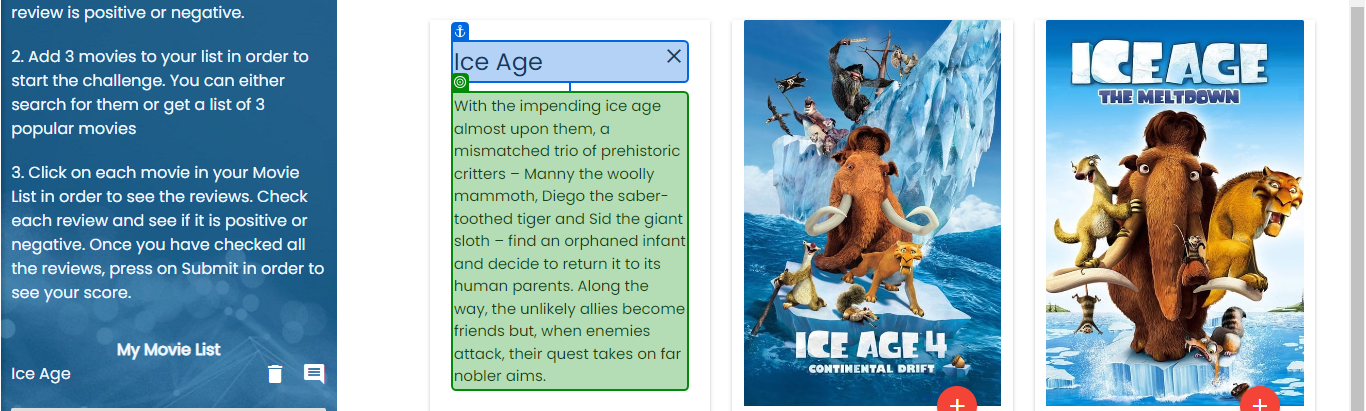 review is positive or negative.
2. Add 3 movies to your list in order to
start the challenge. You can either
search for them or get a list of 3
popular movies
3. Click on each movie in your Movie
List in order to see the reviews. Check
each review and see if it is positive or
negative. Once you have checked all
the reviews, press on Submit in order to
see your score.
My Movie List
Ice Age
Ice Age
With the impending ice age
almost upon them, a
mismatched trio of prehistoric
critters – Manny the woolly
mammoth, Diego the saber-
toothed tiger and Sid the giant
sloth – find an orphaned infant
and decide to return it to its
human parents. Along the
way, the unlikely allies become
friends but, when enemies
attack, their quest takes on far
nobler aims.
ICE AGE 4
CONTINENTAL DRIFT
+
ICE AGE
THE MELTDOWN
+